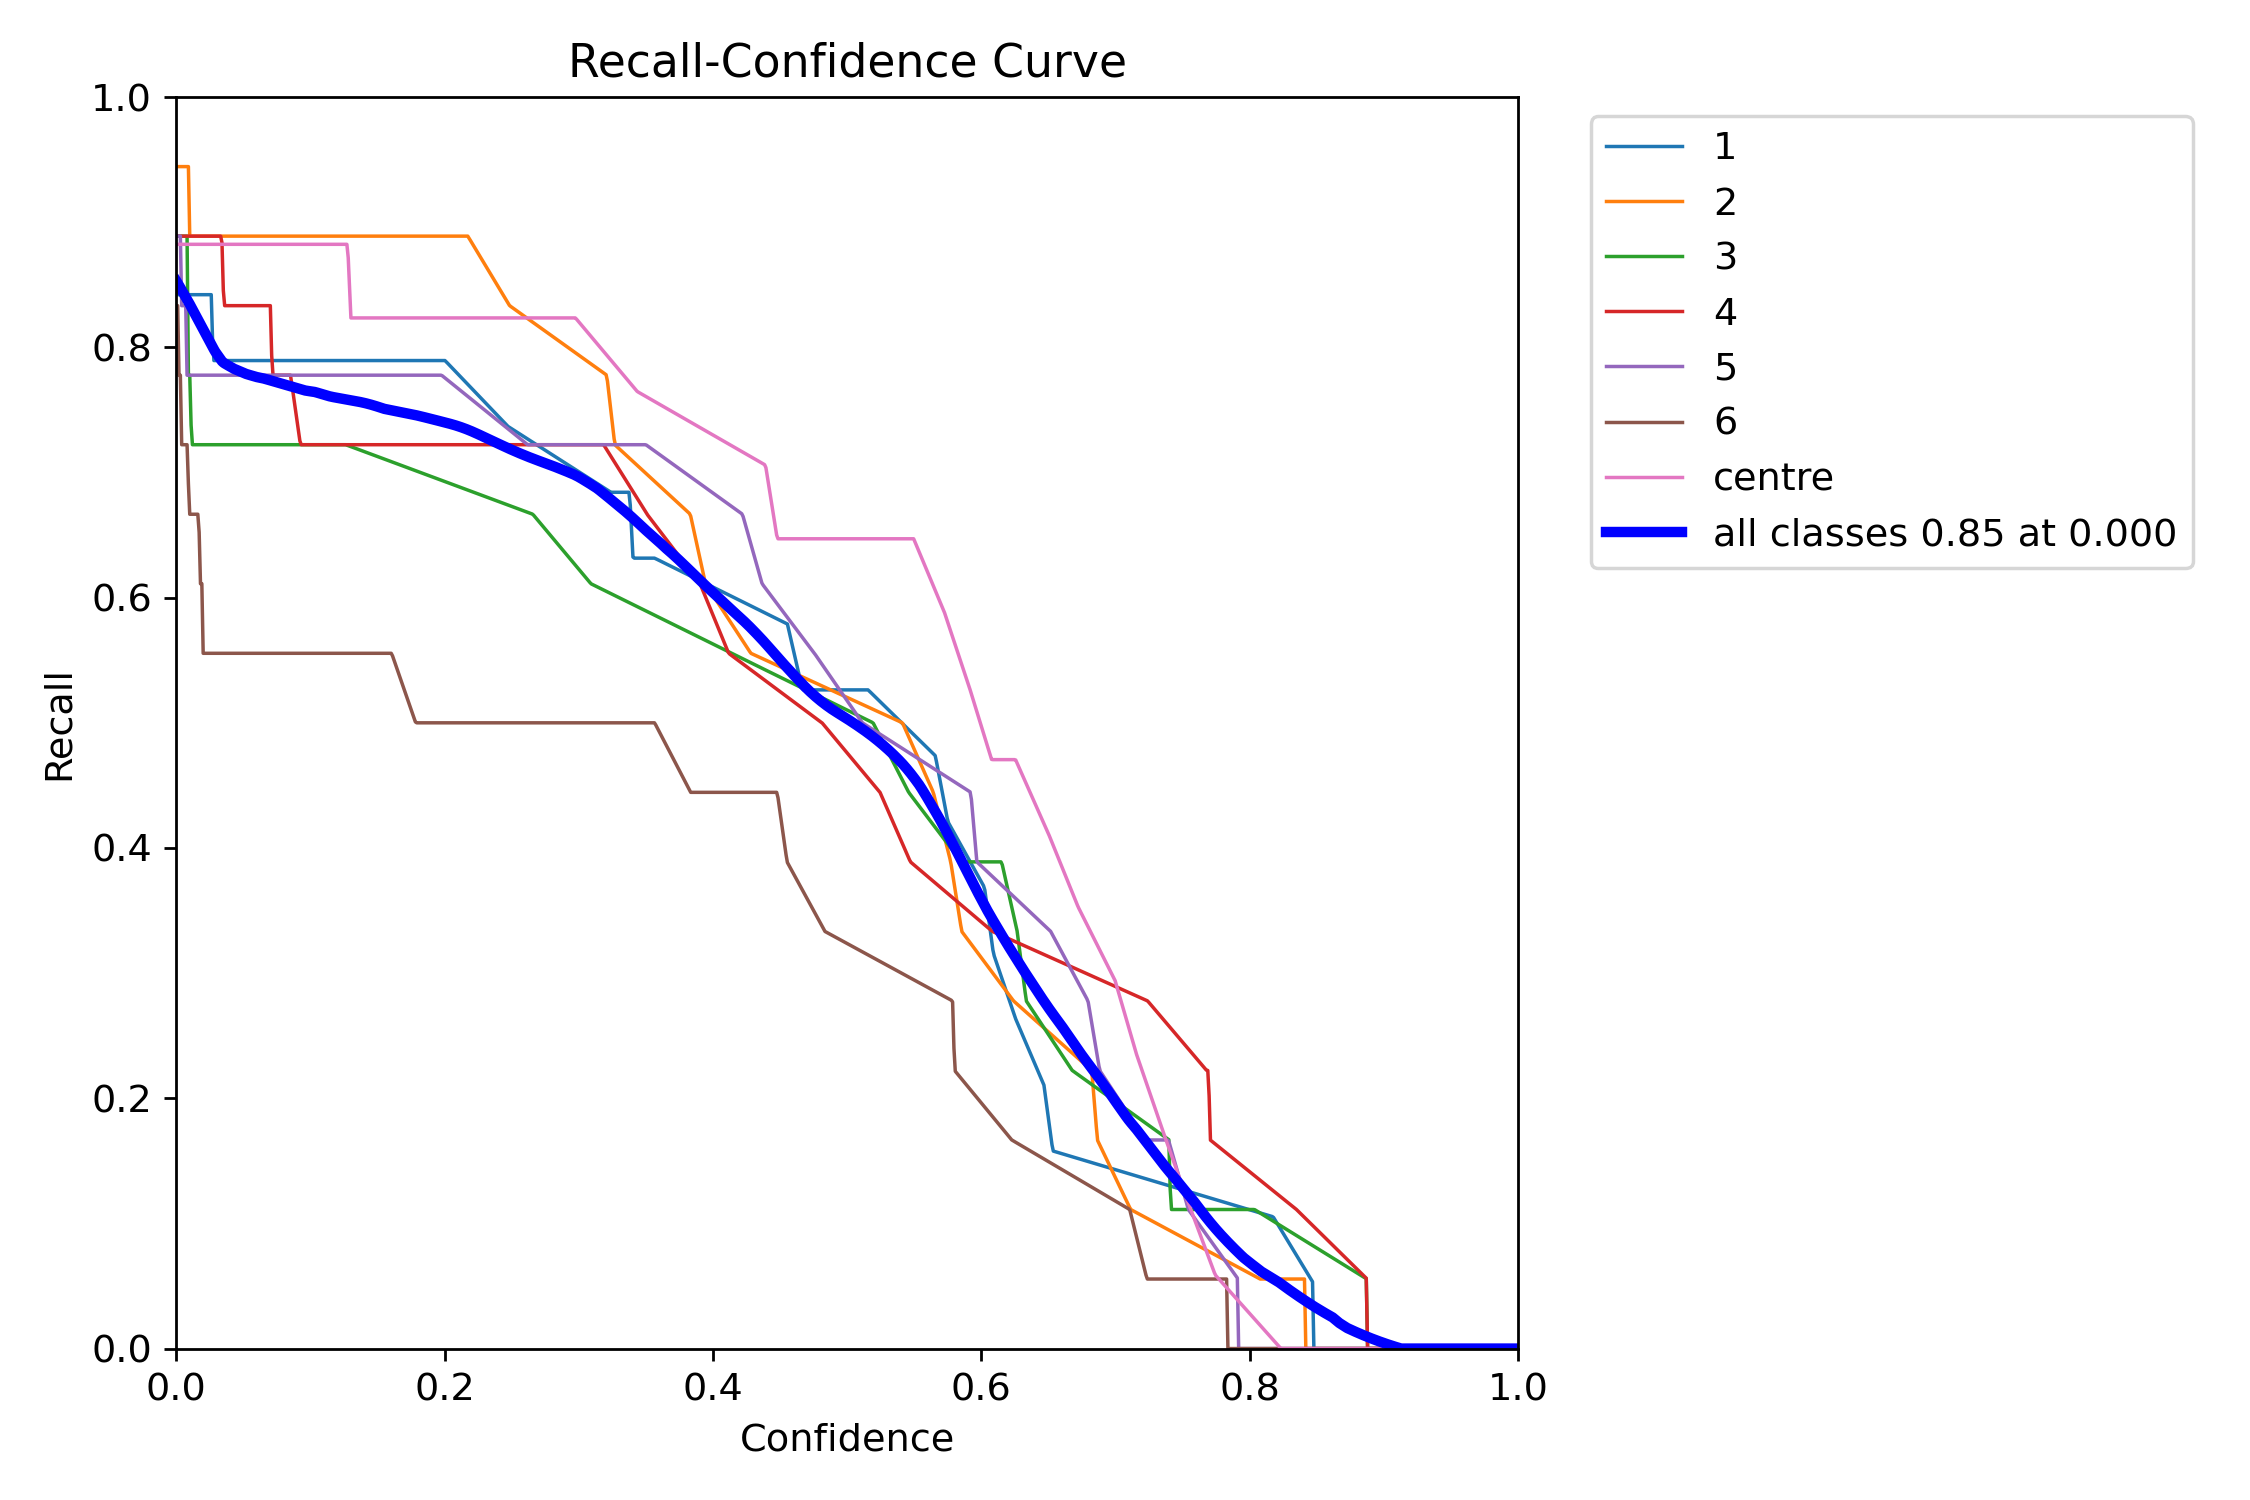 Recall-Confidence Curve
1.0
0.8
0.6
0.4
0.2
0.0
Recall
0.0 0.2 0.4 0.6 0.8 1.0
Confidence
1
2
3
4
5
6
centre
all classes 0.85 at 0.000